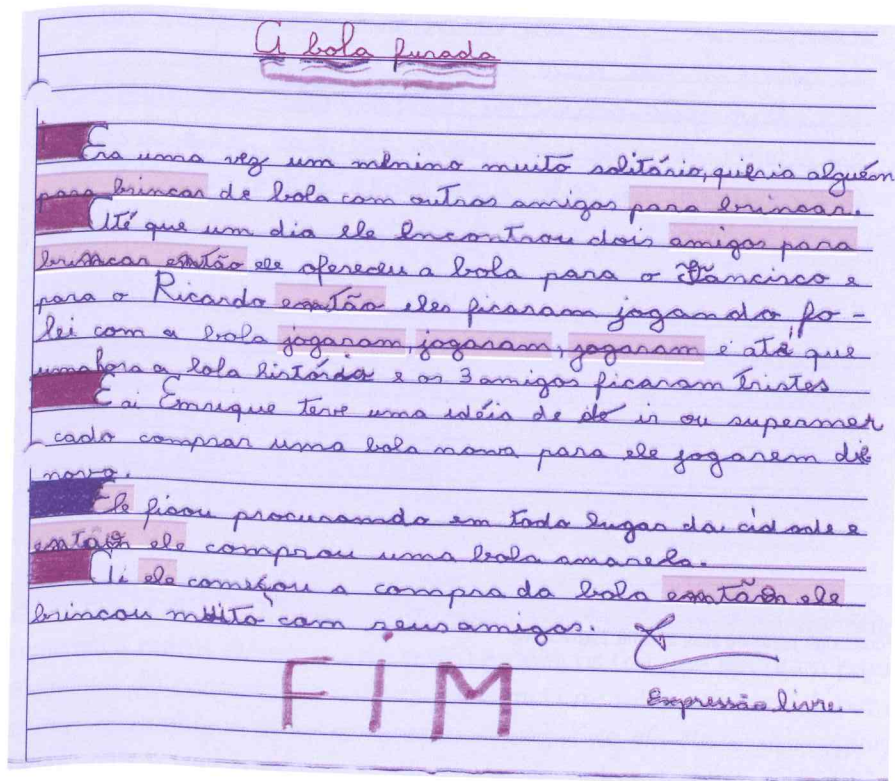 A bola furada
Era uma vez um menino muito solitário, queria alguém
para brincar de bola com outros amigos para brincar.
Até que um dia ele encontrou dois amigos para
brincar então ele ofereceu a bola para o Francisco e
para o Ricardo então eles ficaram jogando fo-
lei com a bola jogaram, jogaram, jogaram e até que
uma hora a bola e os 3 amigos ficaram tristes
E ai Enrique teve uma idéia de de ir ou supermer
cado comprar uma bola nova para ele jogarem de
novo.
Ele ficou procurando em todo lugar da cidade e
então ele comprou uma bola amarela.
Ai ele começou a compra da bola então ele
brincou muito com seus amigos.
FIM
Expressão livre